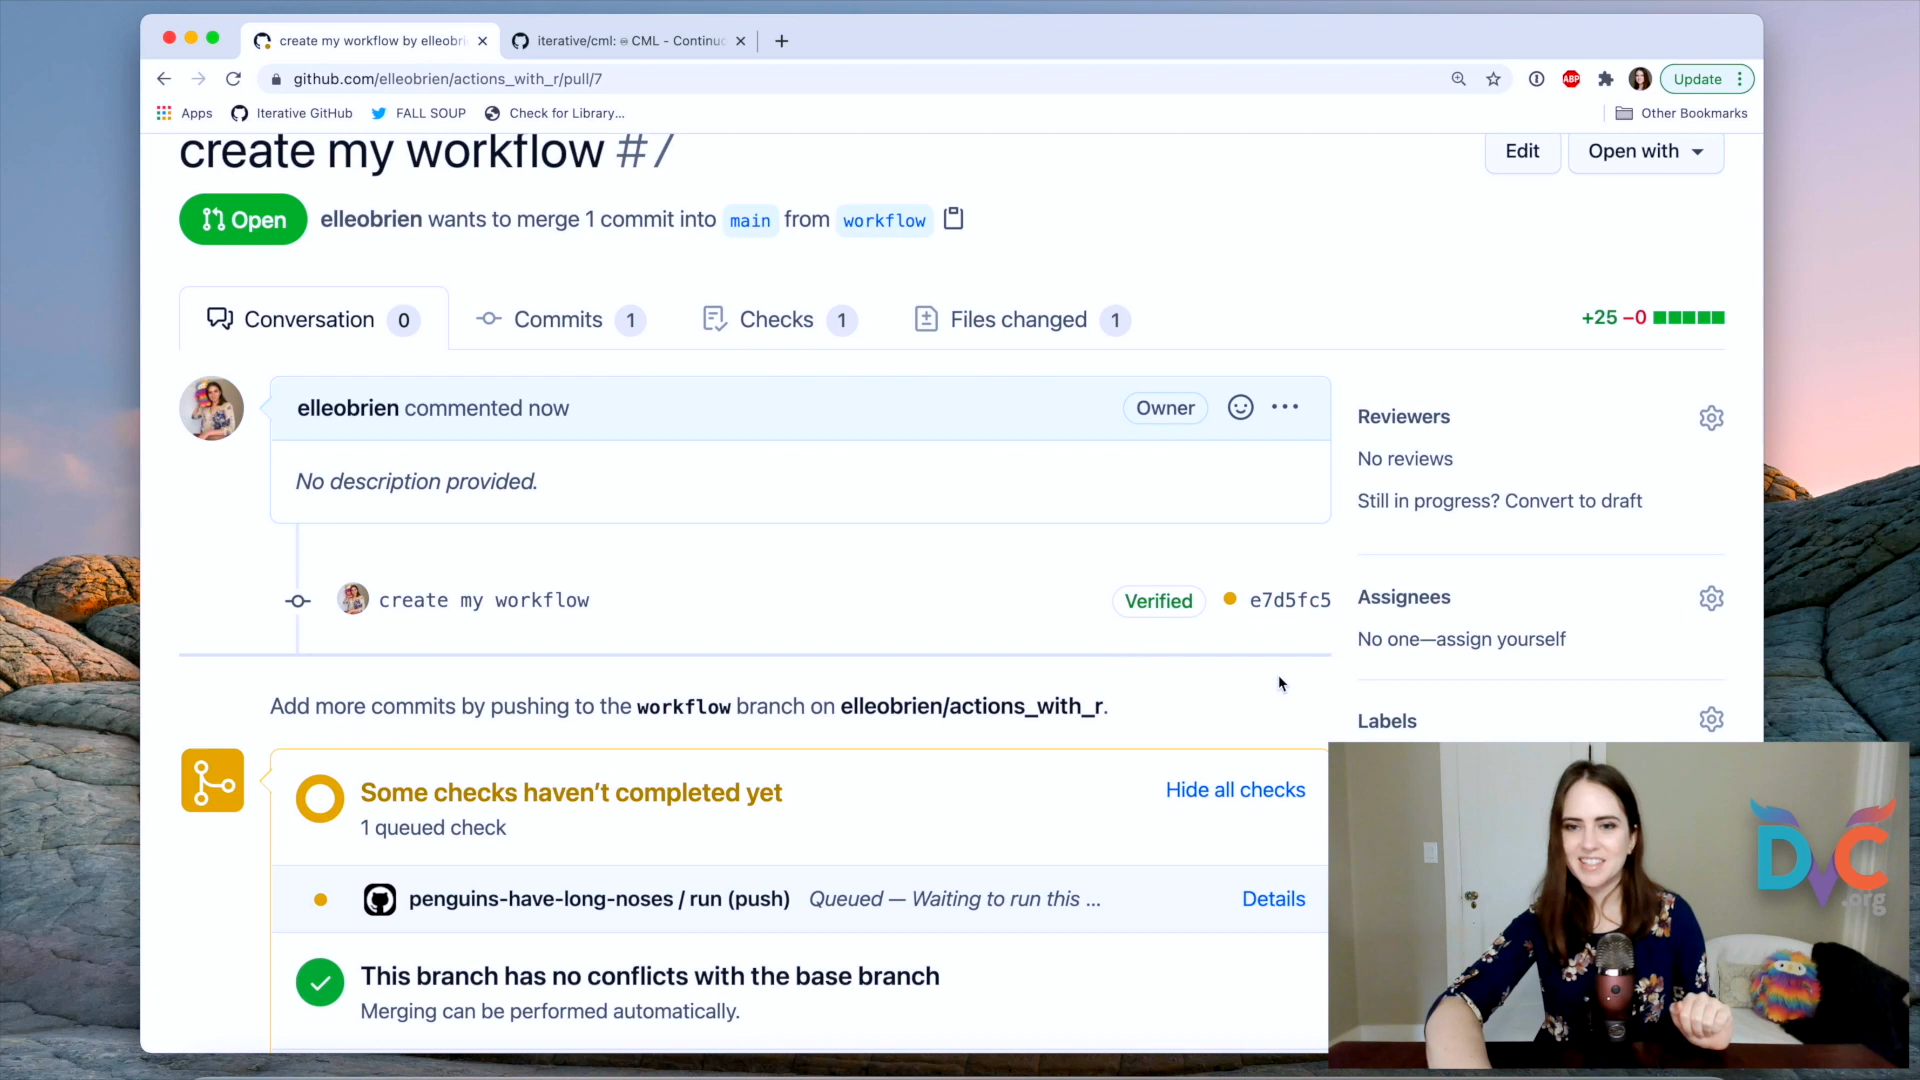 create my workflow by elleobri
iterative/cml: ♾ CML - Continuo
github.com/elleobrien/actions_with_r/pull/7
ABP
Update
Apps
Iterative GitHub
FALL SOUP
Check for Library...
Other Bookmarks
create my workflow #7
Edit
Open with
Open
elleobrien wants to merge 1 commit into main from workflow
Conversation 0
Commits 1
Checks 1
Files changed 1
+25 −0
elleobrien commented now
Owner
No description provided.
Reviewers
No reviews
Still in progress? Convert to draft
create my workflow
Verified
e7d5fc5
Assignees
No one—assign yourself
Add more commits by pushing to the workflow branch on elleobrien/actions_with_r.
Labels
Some checks haven't completed yet
1 queued check
Hide all checks
penguins-have-long-noses / run (push)
Queued — Waiting to run this ...
Details
This branch has no conflicts with the base branch
Merging can be performed automatically.
DVC
.org